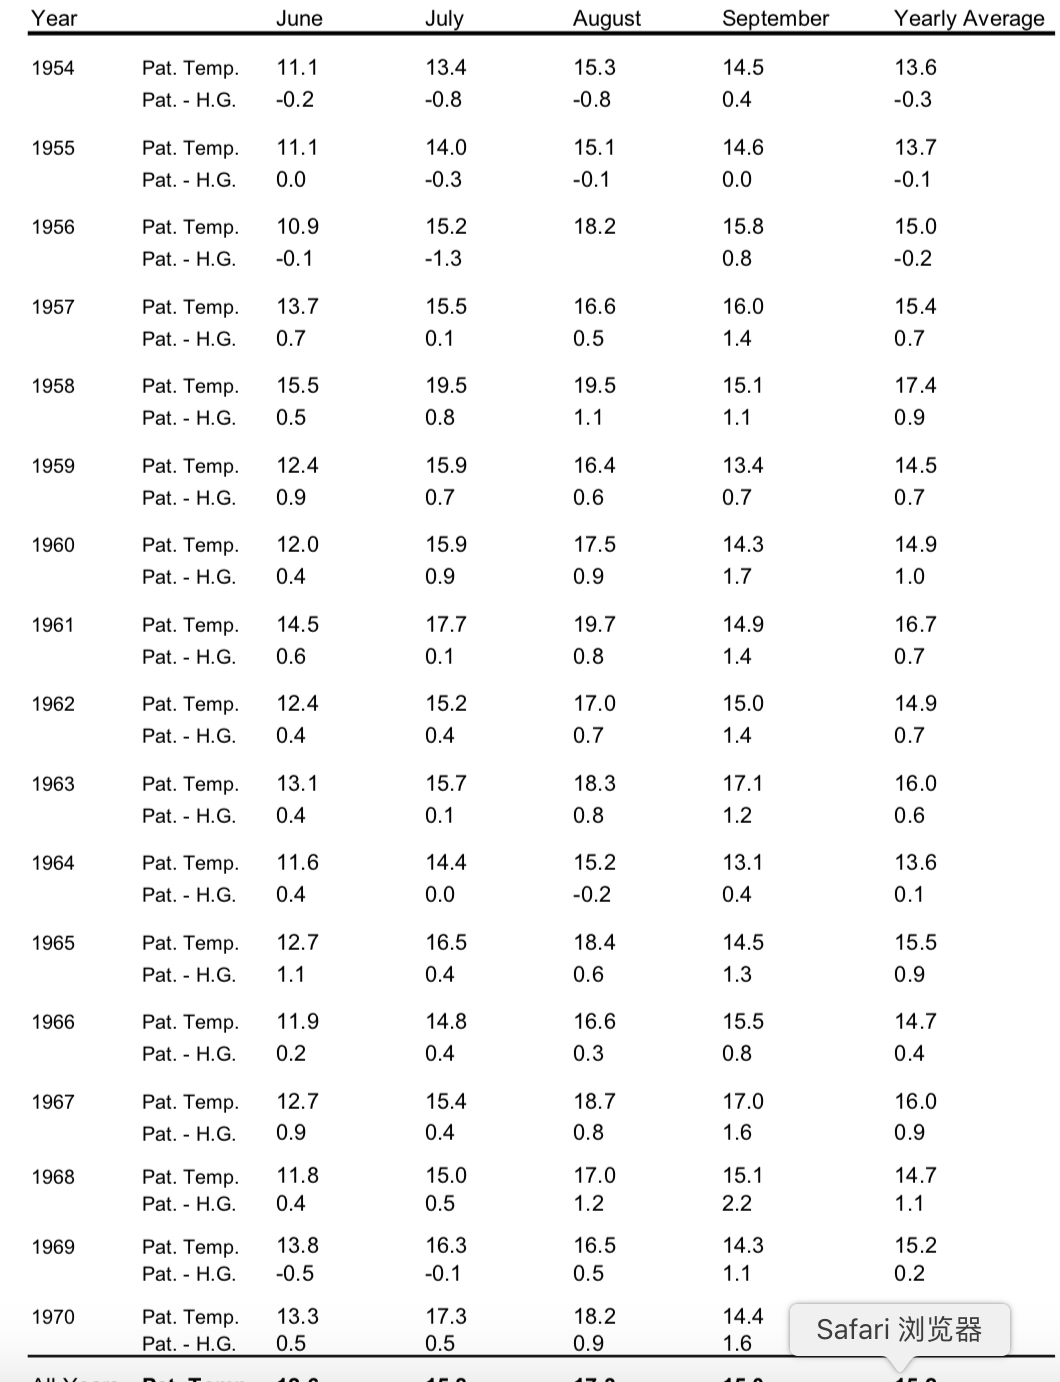 Year June July August September Yearly Average
1954 Pat. Temp. 11.1 13.4 15.3 14.5 13.6
Pat. - H.G. -0.2 -0.8 -0.8 0.4 -0.3
1955 Pat. Temp. 11.1 14.0 15.1 14.6 13.7
Pat. - H.G. 0.0 -0.3 -0.1 0.0 -0.1
1956 Pat. Temp. 10.9 15.2 18.2 15.8 15.0
Pat. - H.G. -0.1 -1.3 0.8 -0.2
1957 Pat. Temp. 13.7 15.5 16.6 16.0 15.4
Pat. - H.G. 0.7 0.1 0.5 1.4 0.7
1958 Pat. Temp. 15.5 19.5 19.5 15.1 17.4
Pat. - H.G. 0.5 0.8 1.1 1.1 0.9
1959 Pat. Temp. 12.4 15.9 16.4 13.4 14.5
Pat. - H.G. 0.9 0.7 0.6 0.7 0.7
1960 Pat. Temp. 12.0 15.9 17.5 14.3 14.9
Pat. - H.G. 0.4 0.9 0.9 1.7 1.0
1961 Pat. Temp. 14.5 17.7 19.7 14.9 16.7
Pat. - H.G. 0.6 0.1 0.8 1.4 0.7
1962 Pat. Temp. 12.4 15.2 17.0 15.0 14.9
Pat. - H.G. 0.4 0.4 0.7 1.4 0.7
1963 Pat. Temp. 13.1 15.7 18.3 17.1 16.0
Pat. - H.G. 0.4 0.1 0.8 1.2 0.6
1964 Pat. Temp. 11.6 14.4 15.2 13.1 13.6
Pat. - H.G. 0.4 0.0 -0.2 0.4 0.1
1965 Pat. Temp. 12.7 16.5 18.4 14.5 15.5
Pat. - H.G. 1.1 0.4 0.6 1.3 0.9
1966 Pat. Temp. 11.9 14.8 16.6 15.5 14.7
Pat. - H.G. 0.2 0.4 0.3 0.8 0.4
1967 Pat. Temp. 12.7 15.4 18.7 17.0 16.0
Pat. - H.G. 0.9 0.4 0.8 1.6 0.9
1968 Pat. Temp. 11.8 15.0 17.0 15.1 14.7
Pat. - H.G. 0.4 0.5 1.2 2.2 1.1
1969 Pat. Temp. 13.8 16.3 16.5 14.3 15.2
Pat. - H.G. -0.5 -0.1 0.5 1.1 0.2
1970 Pat. Temp. 13.3 17.3 18.2 14.4
Pat. - H.G. 0.5 0.5 0.9 1.6
Safari 浏览器